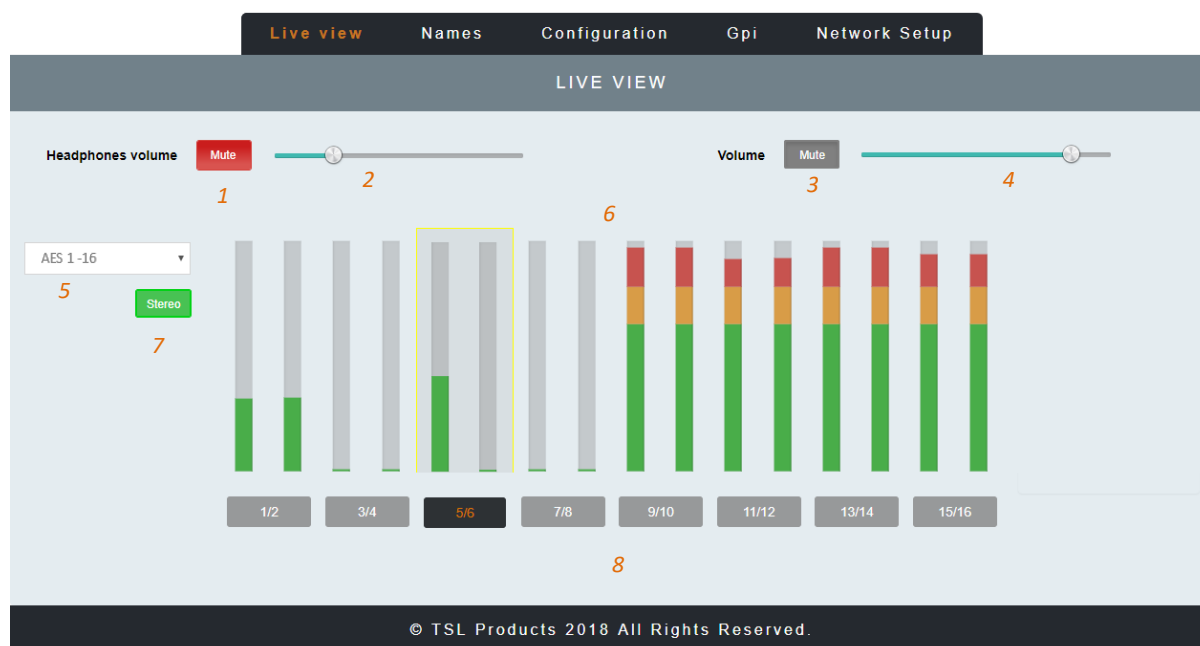 Live view Names Configuration Gpi Network Setup
LIVE VIEW
Headphones volume Mute Volume Mute
1 2 3 4
6
AES 1 -16
5
Stereo
7
1/2 3/4 5/6 7/8 9/10 11/12 13/14 15/16
8
© TSL Products 2018 All Rights Reserved.